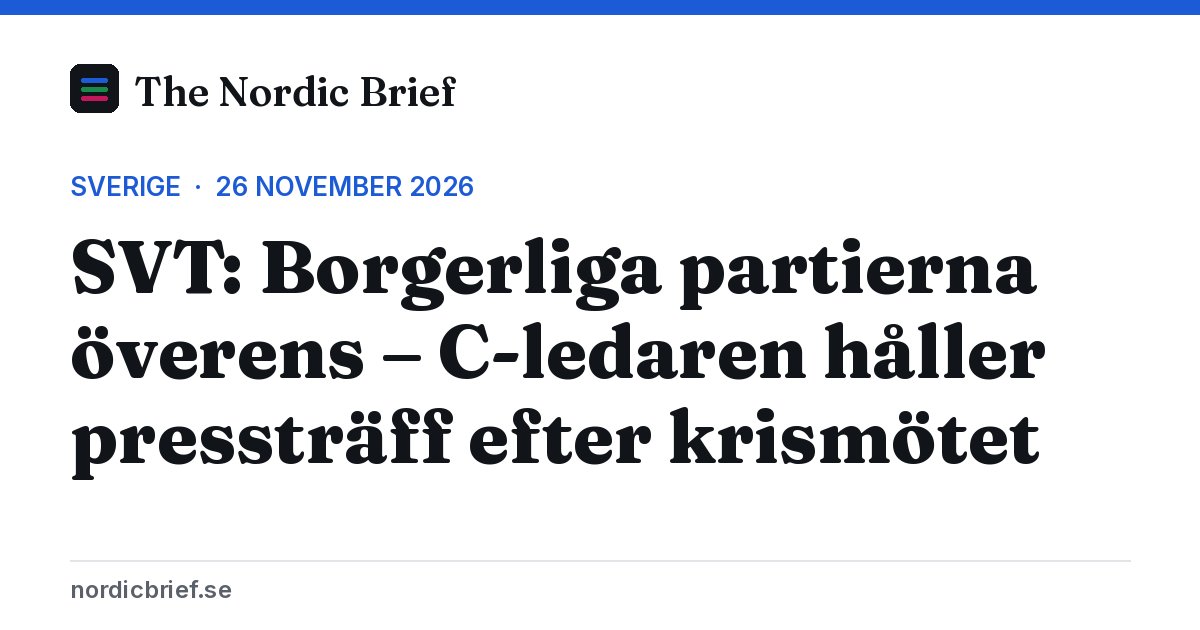 The Nordic Brief
SVERIGE · 26 NOVEMBER 2026
SVT: Borgerliga partierna
överens – C-ledaren håller
pressträff efter krismötet
nordicbrief.se